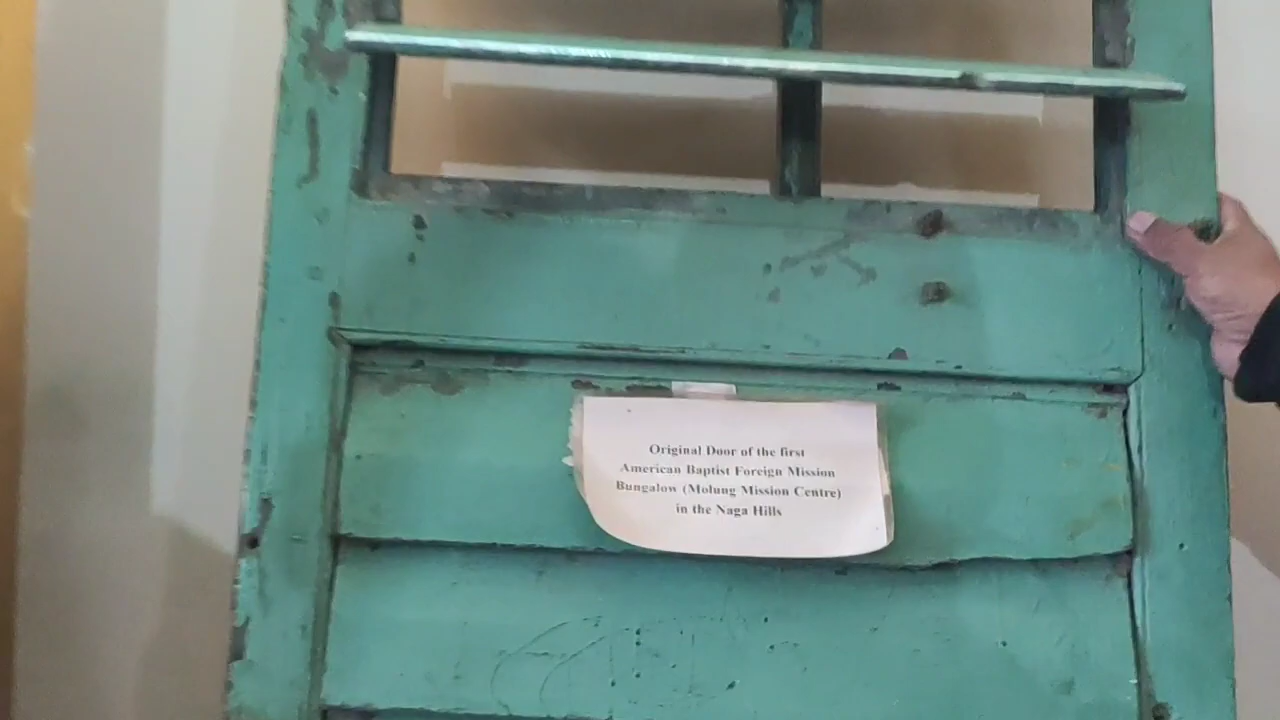 Original Door of the first
American Baptist Foreign Mission
Bungalow (Molung Mission Centre)
in the Naga Hills